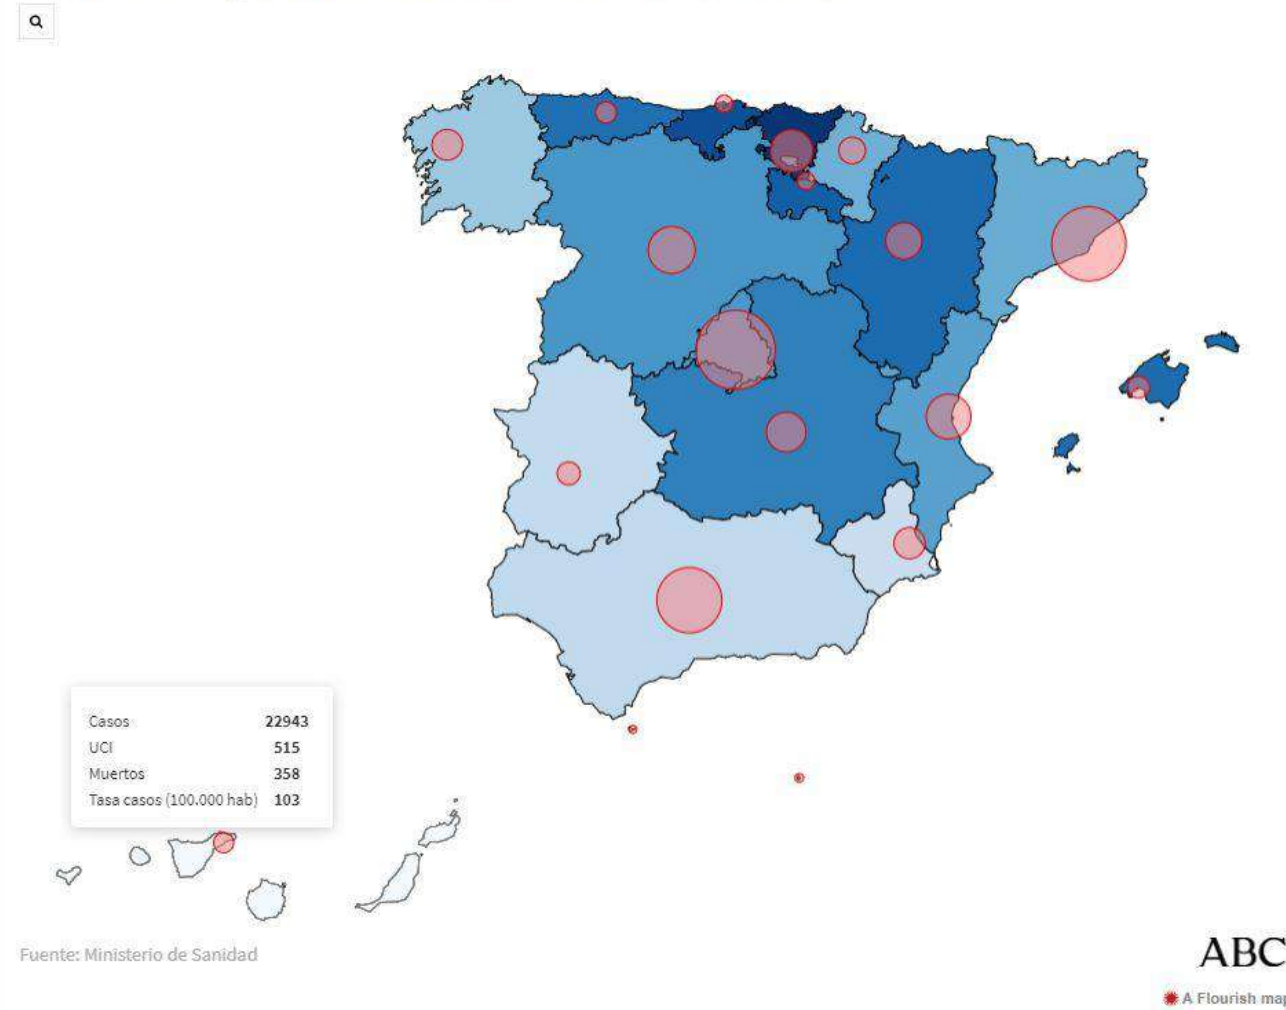 Casos 22943
UCI 515
Muertos 358
Tasa casos (100.000 hab) 103
Fuente: Ministerio de Sanidad
ABC
A Flourish map